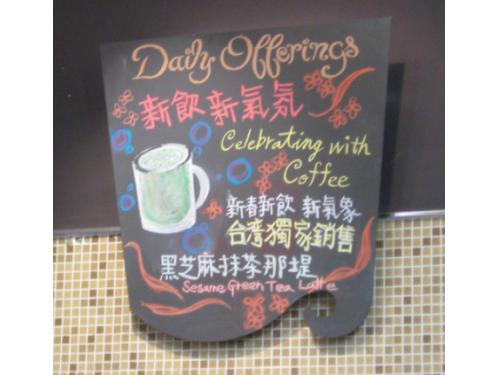 Daily Offerings
新飲新氣氛
Celebrating with
Coffee
新春新飲 新氣象
台灣獨家銷售
黑芝麻抹茶那堤
Sesame Green Tea Latte